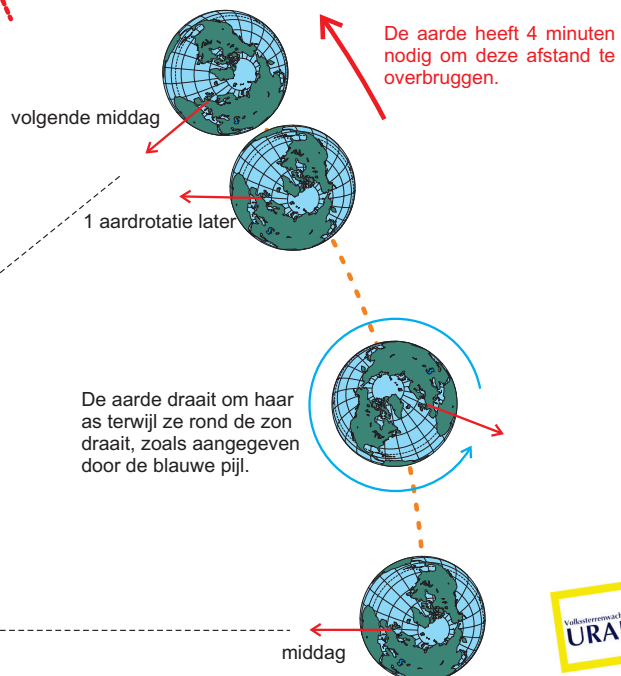 De aarde heeft 4 minuten
nodig om deze afstand te
overbruggen.
volgende middag
1 aardrotatie later
De aarde draait om haar
as terwijl ze rond de zon
draait, zoals aangegeven
door de blauwe pijl.
Volkssterrenwach
URA
middag